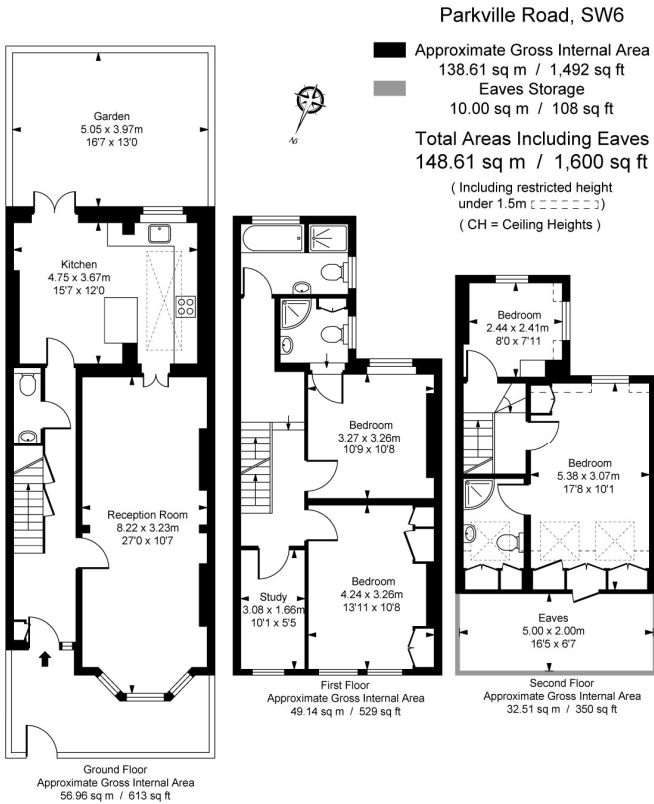 Parkville Road, SW6
Approximate Gross Internal Area
138.61 sq m / 1,492 sq ft
Eaves Storage
10.00 sq m / 108 sq ft
Total Areas Including Eaves
148.61 sq m / 1,600 sq ft
( Including restricted height
under 1.5m )
( CH = Ceiling Heights )
N
Garden
5.05 x 3.97m
16'7 x 13'0
Kitchen
4.75 x 3.67m
15'7 x 12'0
Reception Room
8.22 x 3.23m
27'0 x 10'7
Ground Floor
Approximate Gross Internal Area
56.96 sq m / 613 sq ft
Bedroom
3.27 x 3.26m
10'9 x 10'8
Bedroom
4.24 x 3.26m
13'11 x 10'8
Study
3.08 x 1.66m
10'1 x 5'5
First Floor
Approximate Gross Internal Area
49.14 sq m / 529 sq ft
Bedroom
2.44 x 2.41m
8'0 x 7'11
Bedroom
5.38 x 3.07m
17'8 x 10'1
Eaves
5.00 x 2.00m
16'5 x 6'7
Second Floor
Approximate Gross Internal Area
32.51 sq m / 350 sq ft